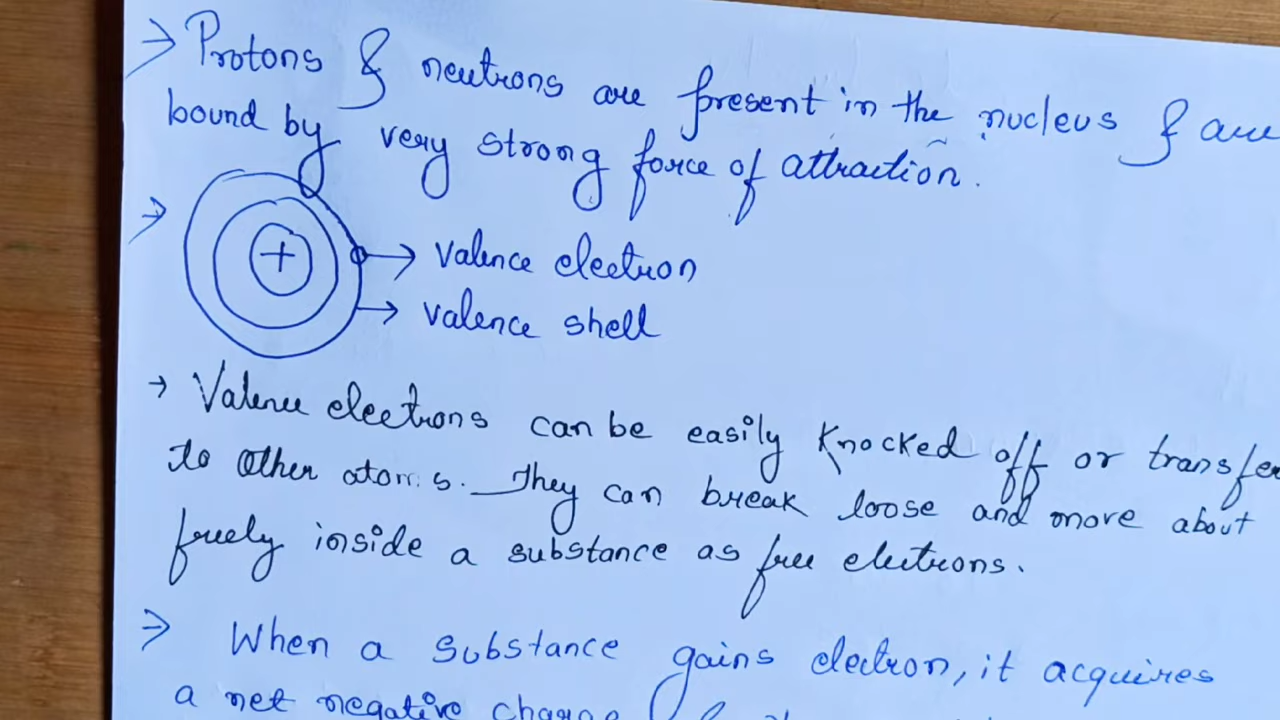 → Protons & neutrons are present in the nucleus & are
bound by very strong force of attraction.
→ + → valence electron
→ valence shell
→ Valence electrons can be easily knocked off or transfer
to other atoms. They can break loose and move about
freely inside a substance as free electrons.
→ When a substance gains electron, it acquires
a net negative charge